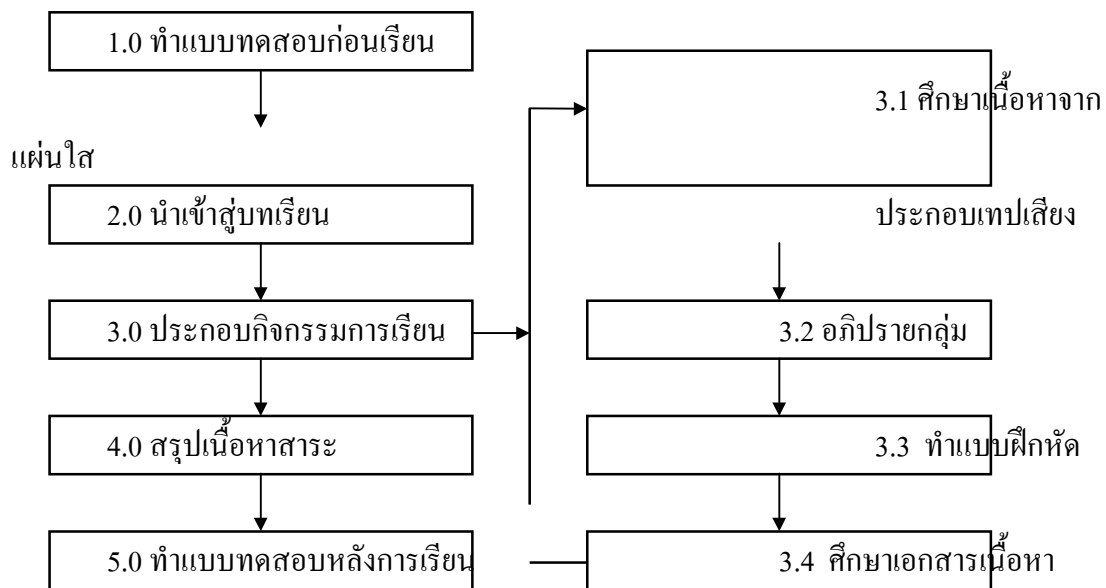 1.0 ทำแบบทดสอบก่อนเรียน
3.1 ศึกษาเนื้อหาจาก
แผ่นใส
2.0 นำเข้าสู่บทเรียน
ประกอบเทปเสียง
3.0 ประกอบกิจกรรมการเรียน
3.2 อภิปรายกลุ่ม
4.0 สรุปเนื้อหาสาระ
3.3 ทำแบบฝึกหัด
5.0 ทำแบบทดสอบหลังการเรียน
3.4 ศึกษาเอกสารเนื้อหา